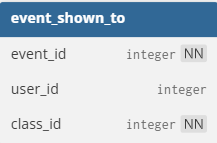 event_shown_to
event_id integer NN
user_id integer
class_id integer NN